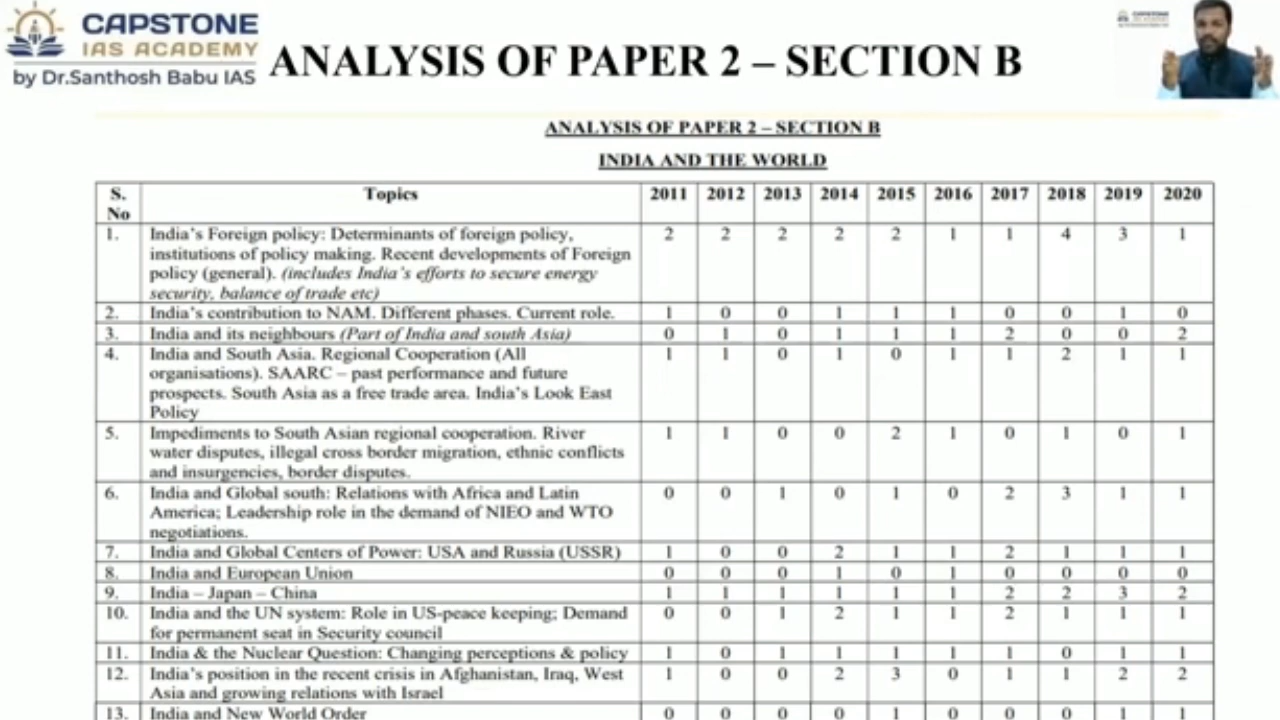 CAPSTONE
IAS ACADEMY
by Dr.Santhosh Babu IAS
ANALYSIS OF PAPER 2 – SECTION B
ANALYSIS OF PAPER 2 – SECTION B
INDIA AND THE WORLD
S. No Topics 2011 2012 2013 2014 2015 2016 2017 2018 2019 2020
1. India's Foreign policy: Determinants of foreign policy, 2 2 2 2 2 1 1 4 3 1
institutions of policy making. Recent developments of Foreign
policy (general). (includes India's efforts to secure energy
security, balance of trade etc)
2. India's contribution to NAM. Different phases. Current role. 1 0 0 1 1 1 0 0 1 0
3. India and its neighbours (Part of India and south Asia) 0 1 0 1 1 1 2 0 0 2
4. India and South Asia. Regional Cooperation (All 1 1 0 1 0 1 1 2 1 1
organisations). SAARC – past performance and future
prospects. South Asia as a free trade area. India's Look East
Policy
5. Impediments to South Asian regional cooperation. River 1 1 0 0 2 1 0 1 0 1
water disputes, illegal cross border migration, ethnic conflicts
and insurgencies, border disputes.
6. India and Global south: Relations with Africa and Latin 0 0 1 0 1 0 2 3 1 1
America; Leadership role in the demand of NIEO and WTO
negotiations.
7. India and Global Centers of Power: USA and Russia (USSR) 1 0 0 2 1 1 2 1 1 1
8. India and European Union 0 0 0 1 0 1 0 0 0 0
9. India – Japan – China 1 1 1 1 1 1 2 2 3 2
10. India and the UN system: Role in US-peace keeping; Demand 0 0 1 2 1 1 2 1 1 1
for permanent seat in Security council
11. India & the Nuclear Question: Changing perceptions & policy 1 0 1 1 1 1 1 0 1 1
12. India's position in the recent crisis in Afghanistan, Iraq, West 1 0 0 2 3 0 1 1 2 2
Asia and growing relations with Israel
13. India and New World Order 0 0 0 0 1 0 0 0 1 1